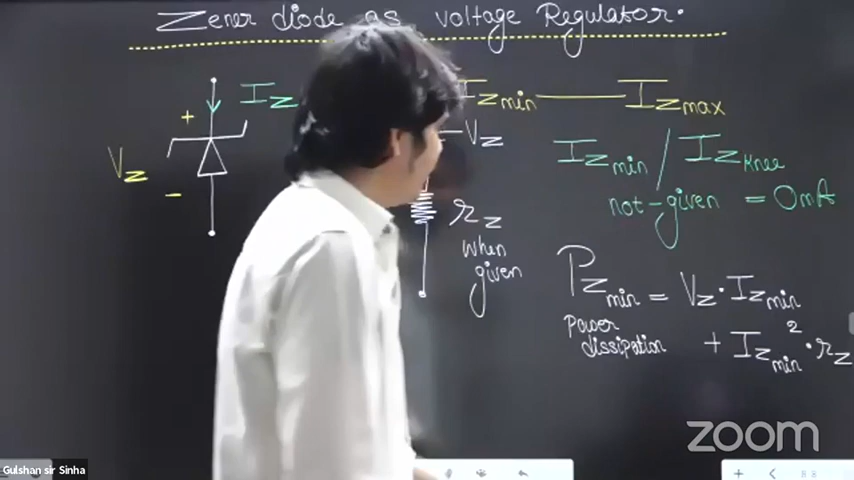 Zener diode as voltage Regulator.
+ Iz Izmin — Izmax
Vz
−
– Vz
rz
when
given
Izmin / IzKnee
not-given = 0mA
Pzmin = Vz · Izmin
Power
dissipation + Izmin² · rz
zoom
Gulshan sir Sinha